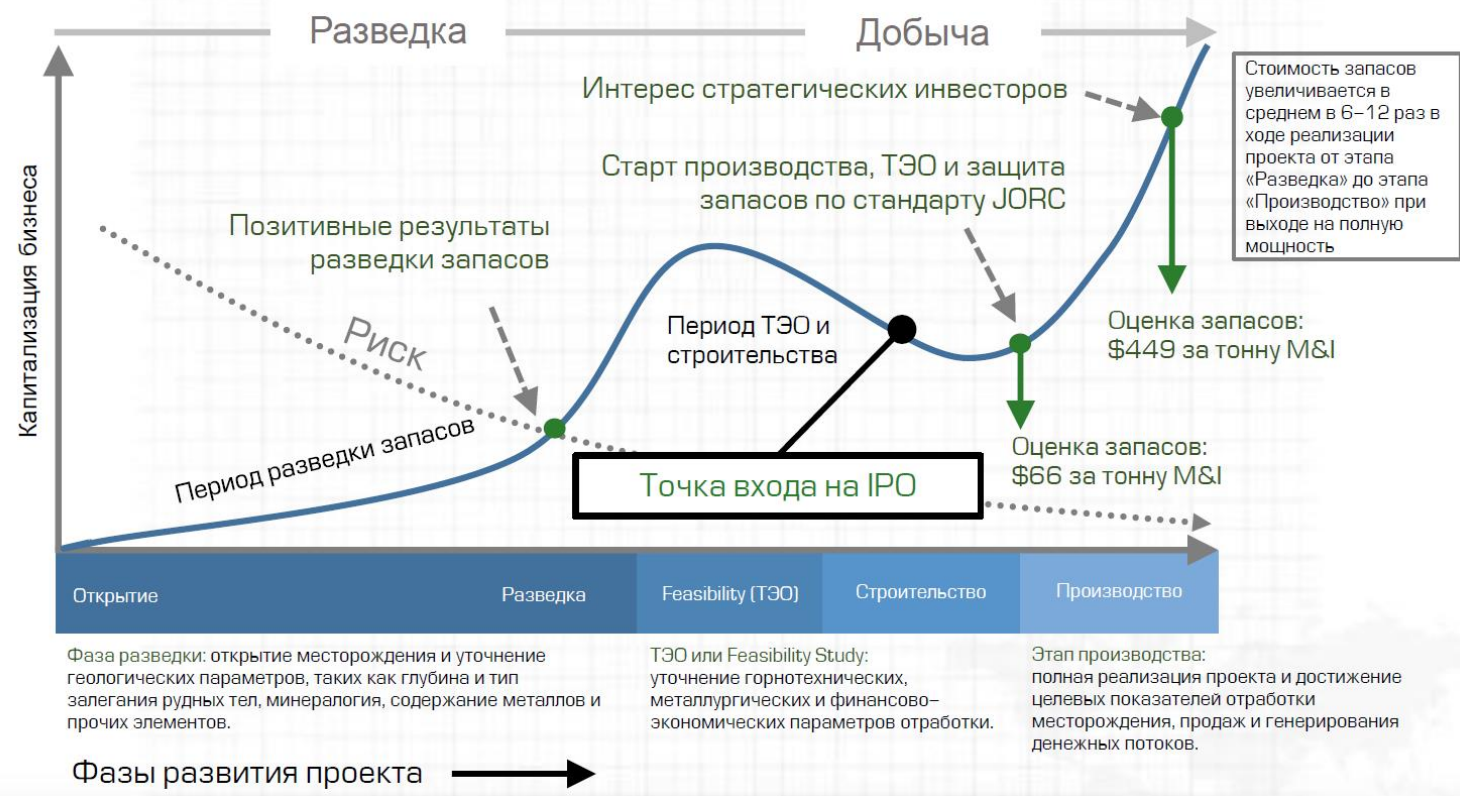 Разведка
Добыча
Интерес стратегических инвесторов
Стоимость запасов
увеличивается в
среднем в 6–12 раз в
ходе реализации
проекта от этапа
«Разведка» до этапа
«Производство» при
выходе на полную
мощность
Старт производства, ТЭО и защита
запасов по стандарту JORC
Позитивные результаты
разведки запасов
Капитализация бизнеса
Риск
Период ТЭО и
строительства
Оценка запасов:
$449 за тонну M&I
Период разведки запасов
Оценка запасов:
$66 за тонну M&I
Точка входа на IPO
Открытие
Разведка
Feasibility (ТЭО)
Строительство
Производство
Фаза разведки: открытие месторождения и уточнение
геологических параметров, таких как глубина и тип
залегания рудных тел, минералогия, содержание металлов и
прочих элементов.
ТЭО или Feasibility Study:
уточнение горнотехнических,
металлургических и финансово–
экономических параметров отработки.
Этап производства:
полная реализация проекта и достижение
целевых показателей отработки
месторождения, продаж и генерирования
денежных потоков.
Фазы развития проекта